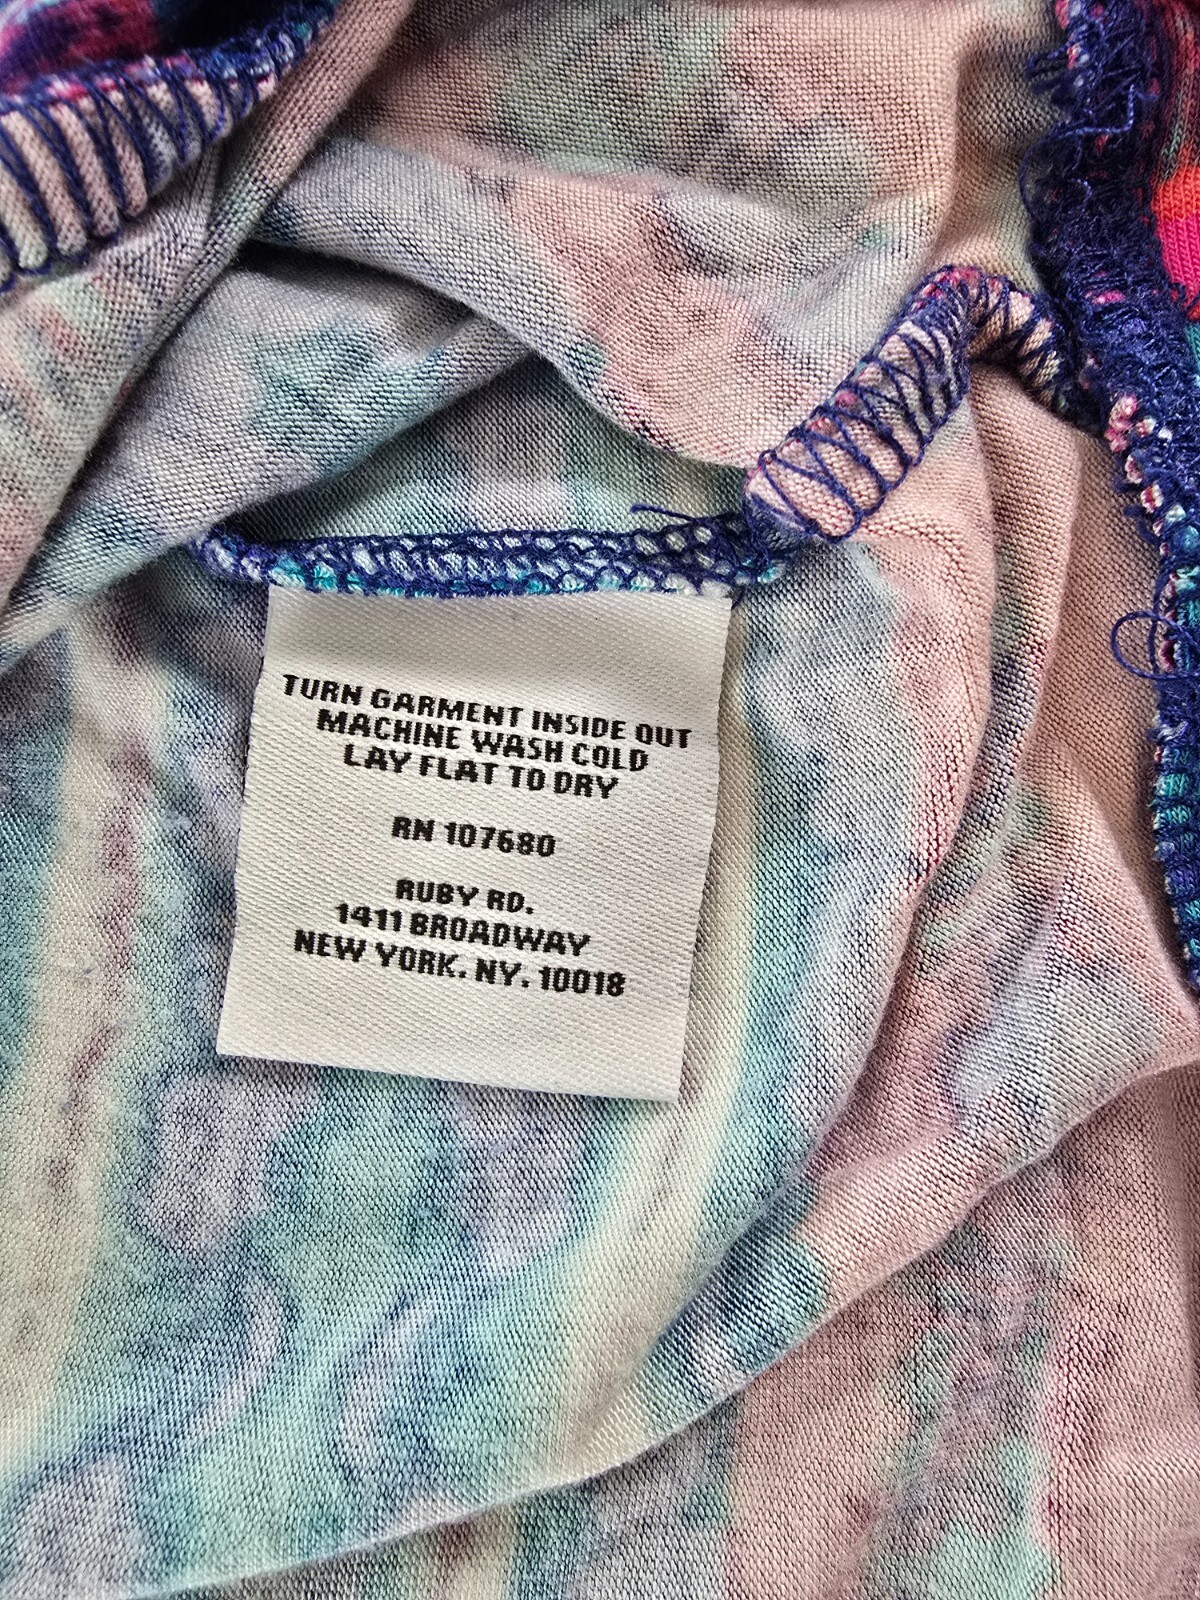 TURN GARMENT INSIDE OUT
MACHINE WASH COLD
LAY FLAT TO DRY
RN 107680
RUBY RD.
1411 BROADWAY
NEW YORK. NY. 10018